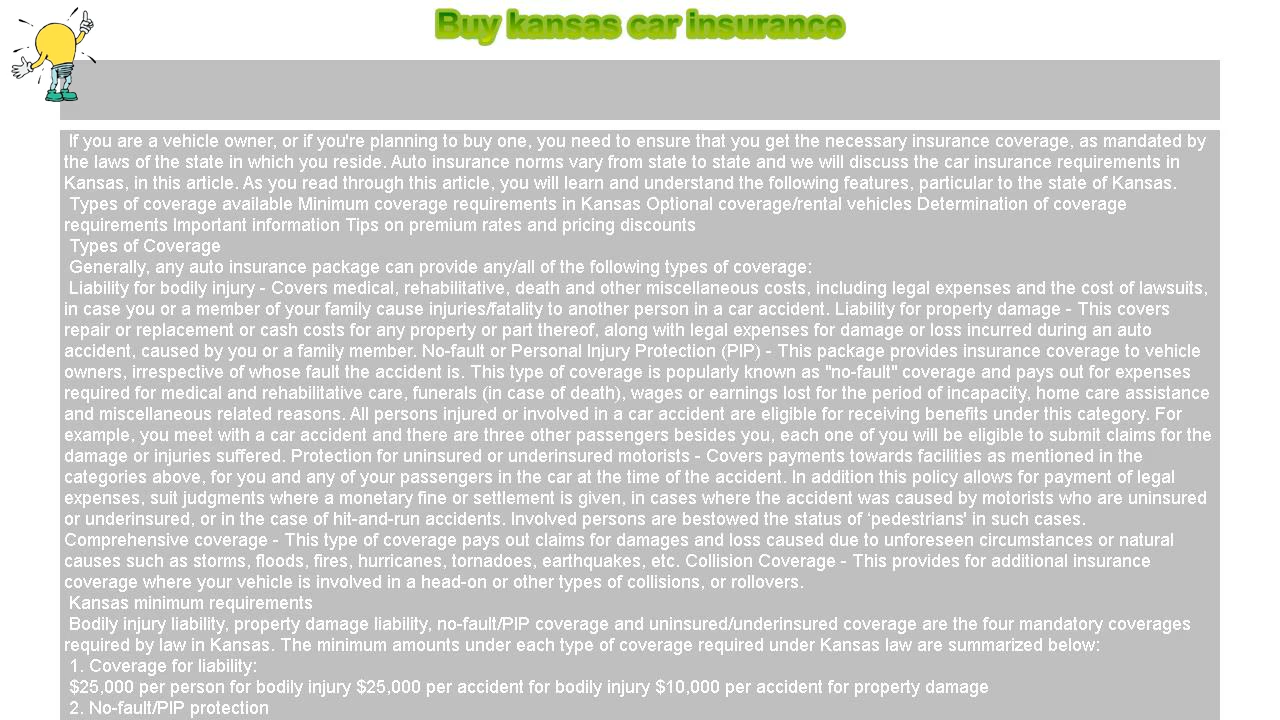 Buy kansas car insurance
If you are a vehicle owner, or if you're planning to buy one, you need to ensure that you get the necessary insurance coverage, as mandated by
the laws of the state in which you reside. Auto insurance norms vary from state to state and we will discuss the car insurance requirements in
Kansas, in this article. As you read through this article, you will learn and understand the following features, particular to the state of Kansas.
Types of coverage available Minimum coverage requirements in Kansas Optional coverage/rental vehicles Determination of coverage
requirements Important information Tips on premium rates and pricing discounts
Types of Coverage
Generally, any auto insurance package can provide any/all of the following types of coverage:
Liability for bodily injury - Covers medical, rehabilitative, death and other miscellaneous costs, including legal expenses and the cost of lawsuits,
in case you or a member of your family cause injuries/fatality to another person in a car accident. Liability for property damage - This covers
repair or replacement or cash costs for any property or part thereof, along with legal expenses for damage or loss incurred during an auto
accident, caused by you or a family member. No-fault or Personal Injury Protection (PIP) - This package provides insurance coverage to vehicle
owners, irrespective of whose fault the accident is. This type of coverage is popularly known as "no-fault" coverage and pays out for expenses
required for medical and rehabilitative care, funerals (in case of death), wages or earnings lost for the period of incapacity, home care assistance
and miscellaneous related reasons. All persons injured or involved in a car accident are eligible for receiving benefits under this category. For
example, you meet with a car accident and there are three other passengers besides you, each one of you will be eligible to submit claims for the
damage or injuries suffered. Protection for uninsured or underinsured motorists - Covers payments towards facilities as mentioned in the
categories above, for you and any of your passengers in the car at the time of the accident. In addition this policy allows for payment of legal
expenses, suit judgments where a monetary fine or settlement is given, in cases where the accident was caused by motorists who are uninsured
or underinsured, or in the case of hit-and-run accidents. Involved persons are bestowed the status of ‘pedestrians' in such cases.
Comprehensive coverage - This type of coverage pays out claims for damages and loss caused due to unforeseen circumstances or natural
causes such as storms, floods, fires, hurricanes, tornadoes, earthquakes, etc. Collision Coverage - This provides for additional insurance
coverage where your vehicle is involved in a head-on or other types of collisions, or rollovers.
Kansas minimum requirements
Bodily injury liability, property damage liability, no-fault/PIP coverage and uninsured/underinsured coverage are the four mandatory coverages
required by law in Kansas. The minimum amounts under each type of coverage required under Kansas law are summarized below:
1. Coverage for liability:
$25,000 per person for bodily injury $25,000 per accident for bodily injury $10,000 per accident for property damage
2. No-fault/PIP protection